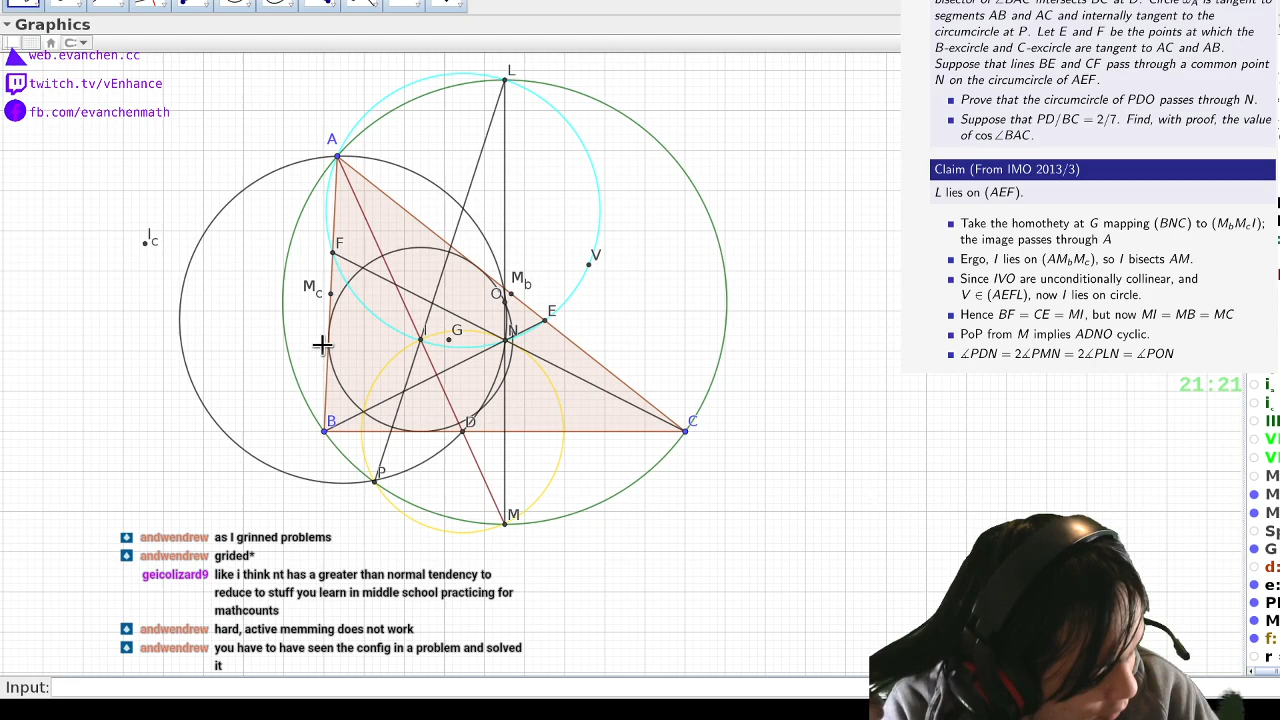 Graphics
web.evanchen.cc
twitch.tv/vEnhance
fb.com/evanchenmath
bisector of ∠BAC intersects BC at D. Circle ωA is tangent to
segments AB and AC and internally tangent to the
circumcircle at P. Let E and F be the points at which the
B-excircle and C-excircle are tangent to AC and AB.
Suppose that lines BE and CF pass through a common point
N on the circumcircle of AEF.
Prove that the circumcircle of PDO passes through N.
Suppose that PD/BC = 2/7. Find, with proof, the value
of cos ∠BAC.
Claim (From IMO 2013/3)
L lies on (AEF).
Take the homothety at G mapping (BNC) to (MbMcI);
the image passes through A
Ergo, I lies on (AMbMc), so I bisects AM.
Since IVO are unconditionally collinear, and
V ∈ (AEFL), now I lies on circle.
Hence BF = CE = MI, but now MI = MB = MC
PoP from M implies ADNO cyclic.
∠PDN = 2∠PMN = 2∠PLN = ∠PON
21:21
L
A
Ic
F
V
Mc
Mb
O
E
I
G
N
B
D
C
P
M
andwendrew as I grinned problems
andwendrew grided*
geicolizard9 like i think nt has a greater than normal tendency to
reduce to stuff you learn in middle school practicing for
mathcounts
andwendrew hard, active memming does not work
andwendrew you have to have seen the config in a problem and solved
it
Input: